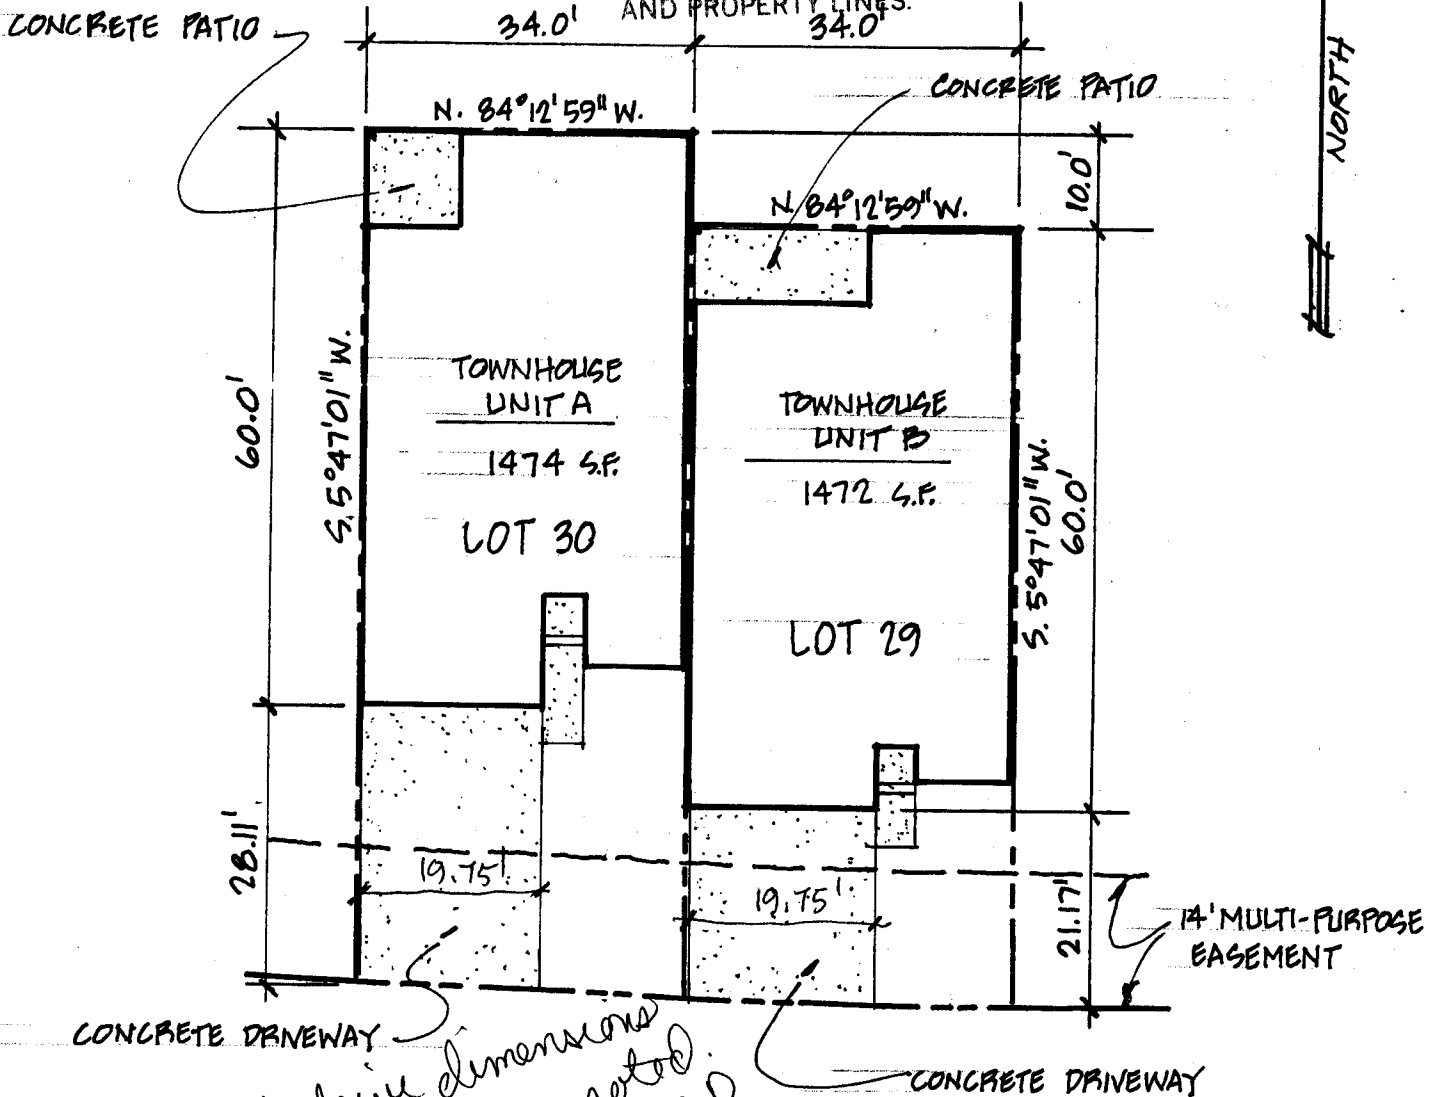 AND PROPERTY LINES.
CONCRETE PATIO
34.0'
34.0'
CONCRETE PATIO
NORTH
N. 84°12'59" W.
10.0'
N. 84°12'59" W.
60.0'
S. 5°47'01" W.
TOWNHOUSE
UNIT A
1474 S.F.
LOT 30
TOWNHOUSE
UNIT B
1472 S.F.
LOT 29
S. 5°47'01" W.
60.0'
28.11'
19.75'
19.75'
21.17'
14' MULTI-PURPOSE
EASEMENT
CONCRETE DRIVEWAY
dimensions
noted.
CONCRETE DRIVEWAY